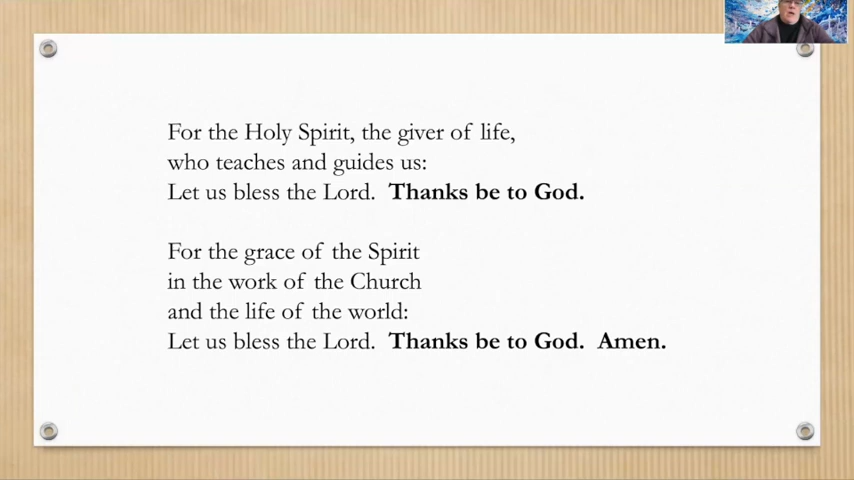 For the Holy Spirit, the giver of life,
who teaches and guides us:
Let us bless the Lord.  Thanks be to God.
For the grace of the Spirit
in the work of the Church
and the life of the world:
Let us bless the Lord.  Thanks be to God.  Amen.